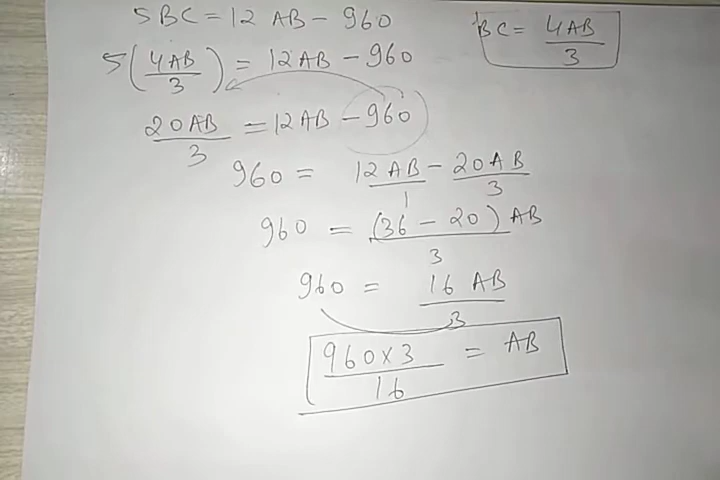 5BC = 12 AB - 960
BC = 4AB/3
5(4AB/3) = 12AB - 960
20AB/3 = 12AB - 960
960 = 12AB/1 - 20AB/3
960 = (36 - 20) AB/3
960 = 16 AB/3
960 x 3/16 = AB